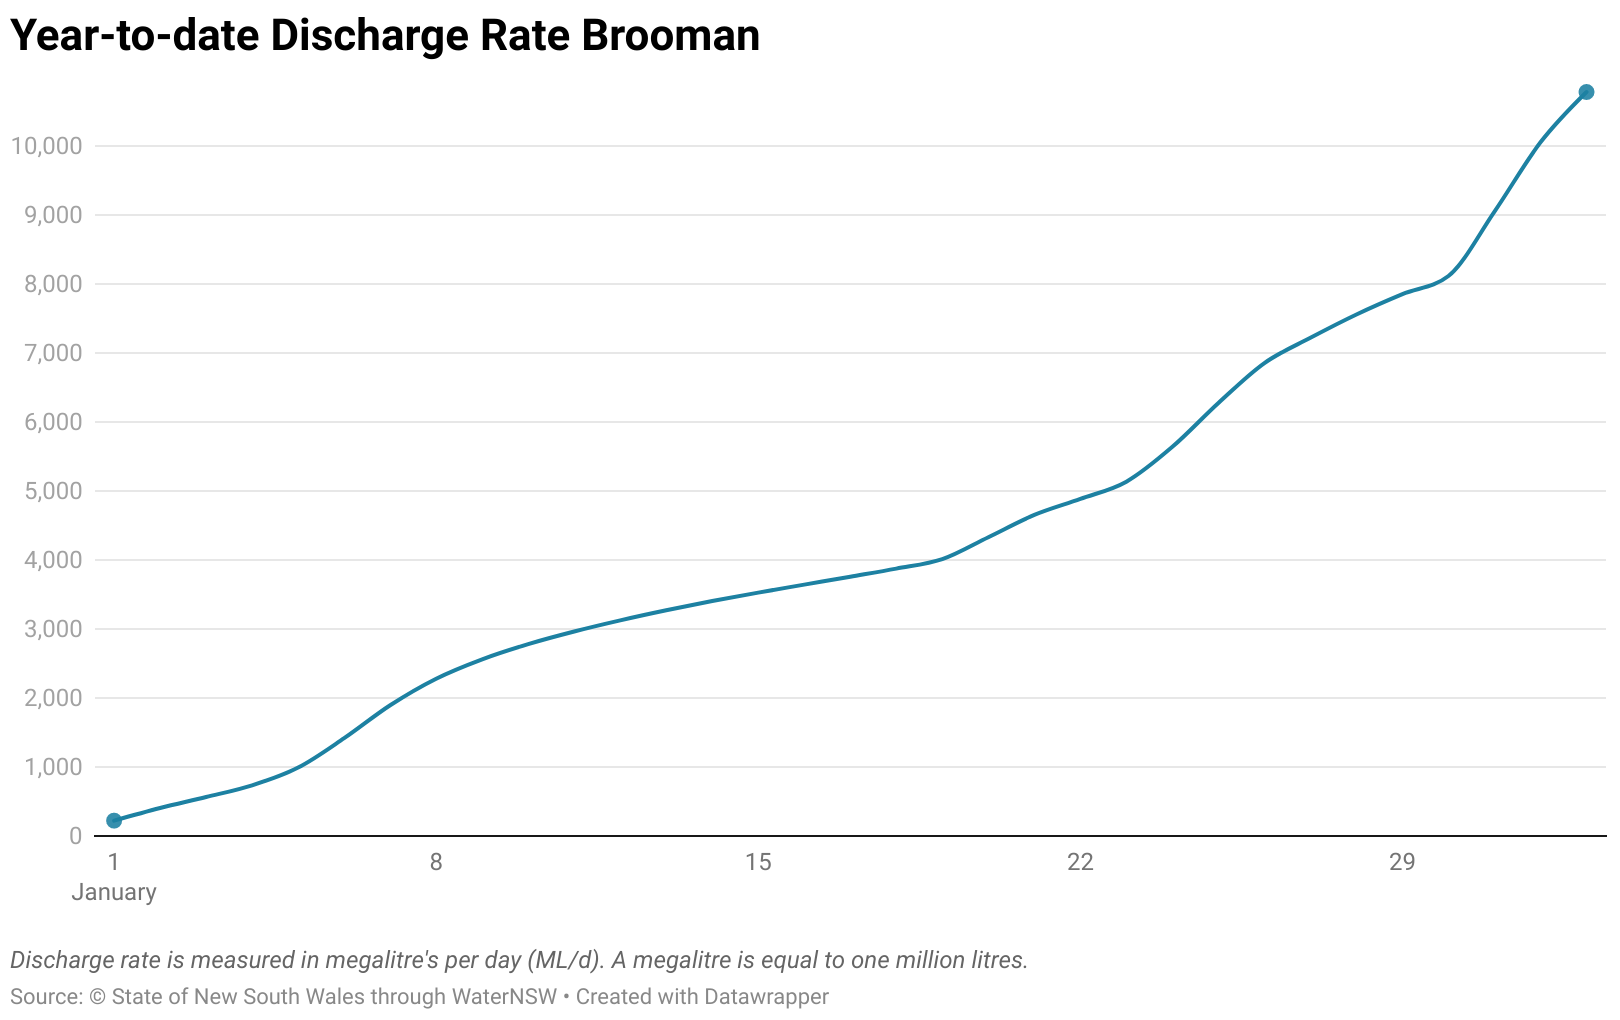 Year-to-date Discharge Rate Brooman
10,000
9,000
8,000
7,000
6,000
5,000
4,000
3,000
2,000
1,000
0
1 8 15 22 29
January
Discharge rate is measured in megalitre's per day (ML/d). A megalitre is equal to one million litres.
Source: © State of New South Wales through WaterNSW • Created with Datawrapper